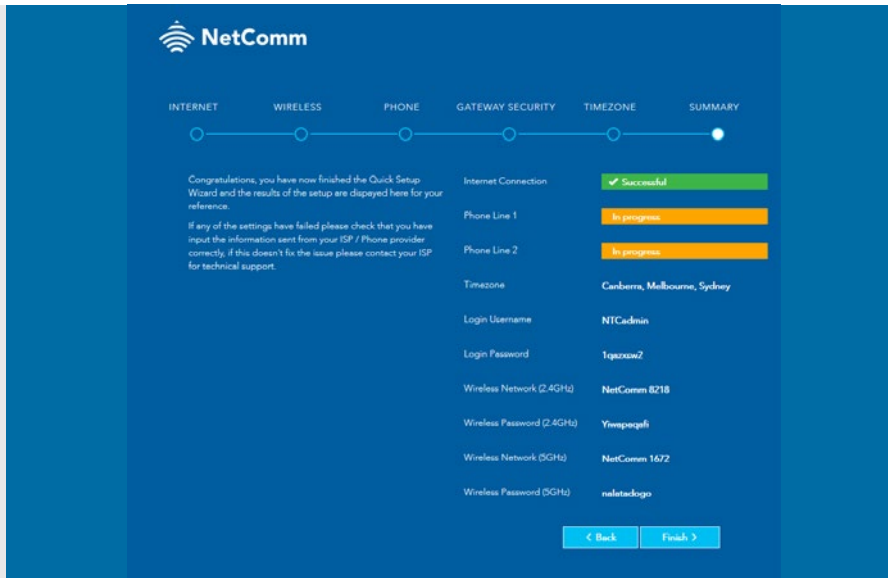 NetComm
INTERNET WIRELESS PHONE GATEWAY SECURITY TIMEZONE SUMMARY
Congratulations, you have now finished the Quick Setup
Wizard and the results of the setup are dispayed here for your
reference.
If any of the settings have failed please check that you have
input the information sent from your ISP / Phone provider
correctly, if this doesn't fix the issue please contact your ISP
for technical support.
Internet Connection Successful
Phone Line 1 In progress
Phone Line 2 In progress
Timezone Canberra, Melbourne, Sydney
Login Username NTCadmin
Login Password 1qazxsw2
Wireless Network (2.4GHz) NetComm 8218
Wireless Password (2.4GHz) Yiwapaqafi
Wireless Network (5GHz) NetComm 1672
Wireless Password (5GHz) nalatadogo
< Back Finish >